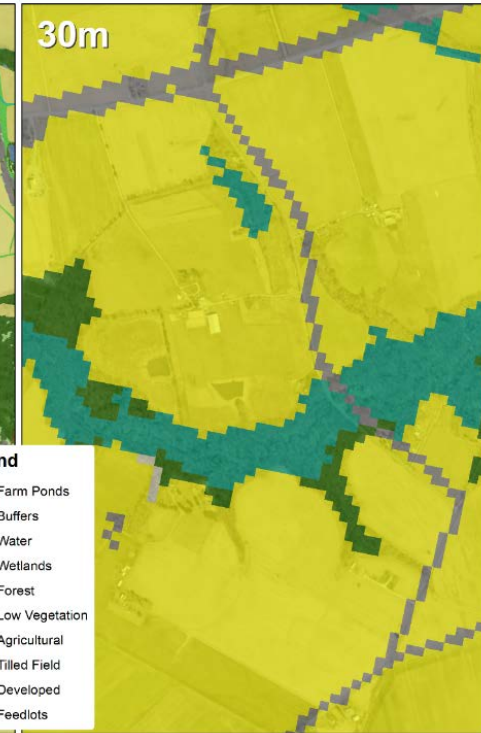 30m
nd
Farm Ponds
Buffers
Water
Wetlands
Forest
Low Vegetation
Agricultural
Tilled Field
Developed
Feedlots